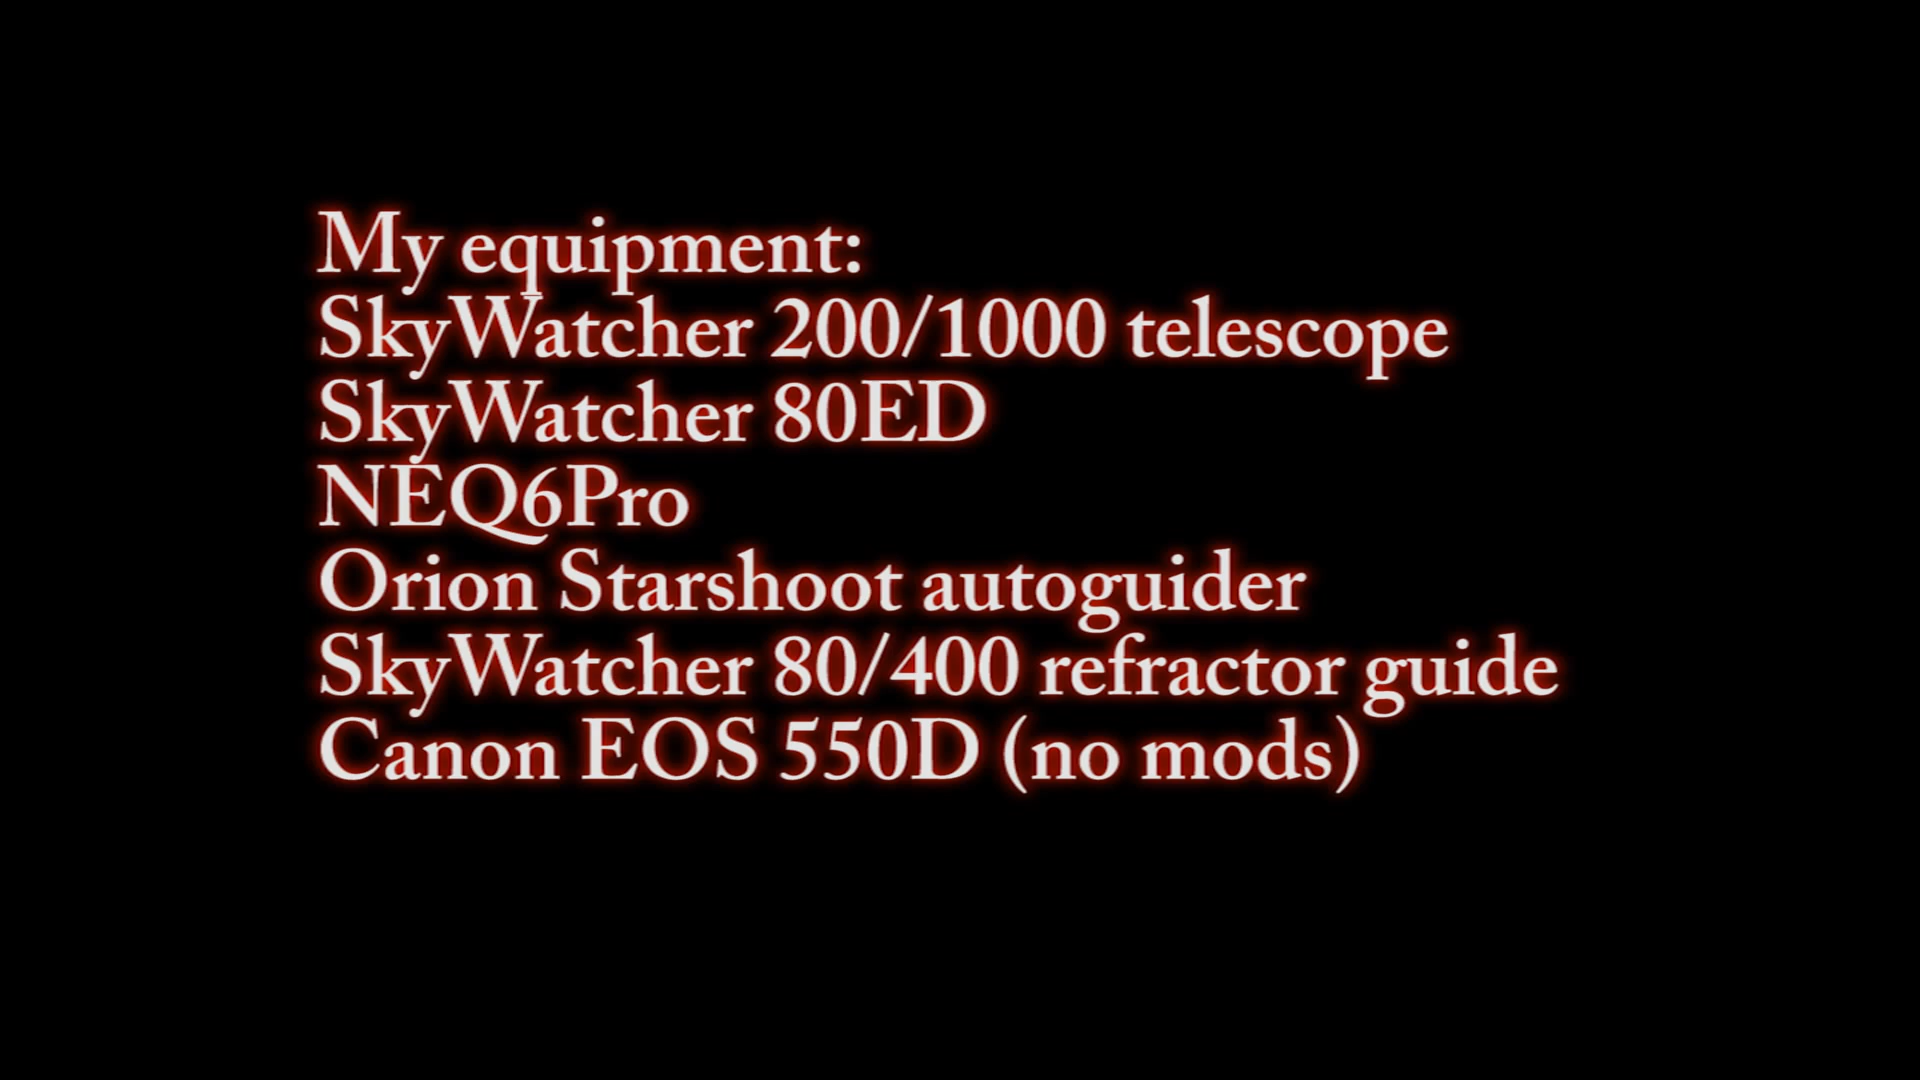 My equipment:
SkyWatcher 200/1000 telescope
SkyWatcher 80ED
NEQ6Pro
Orion Starshoot autoguider
SkyWatcher 80/400 refractor guide
Canon EOS 550D (no mods)